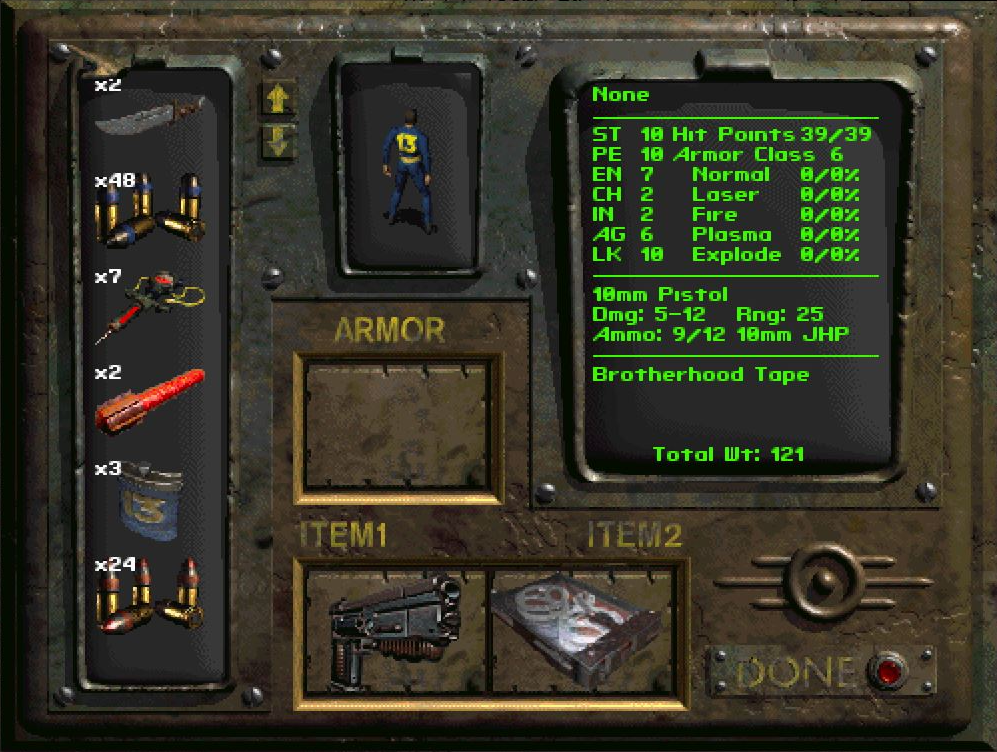 x2
x48
x7
x2
x3
13
x24
13
ARMOR
ITEM1 ITEM2
None
ST 10 Hit Points 39/39
PE 10 Armor Class 6
EN 7 Normal 0/0%
CH 2 Laser 0/0%
IN 2 Fire 0/0%
AG 6 Plasma 0/0%
LK 10 Explode 0/0%
10mm Pistol
Dmg: 5-12 Rng: 25
Ammo: 9/12 10mm JHP
Brotherhood Tape
Total Wt: 121
DONE